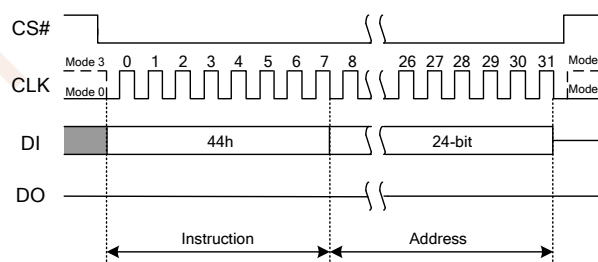 CS#
Mode 3 0 1 2 3 4 5 6 7 8 26 27 28 29 30 31 Mode
CLK
Mode 0 Mode
DI 44h 24-bit
DO
Instruction Address